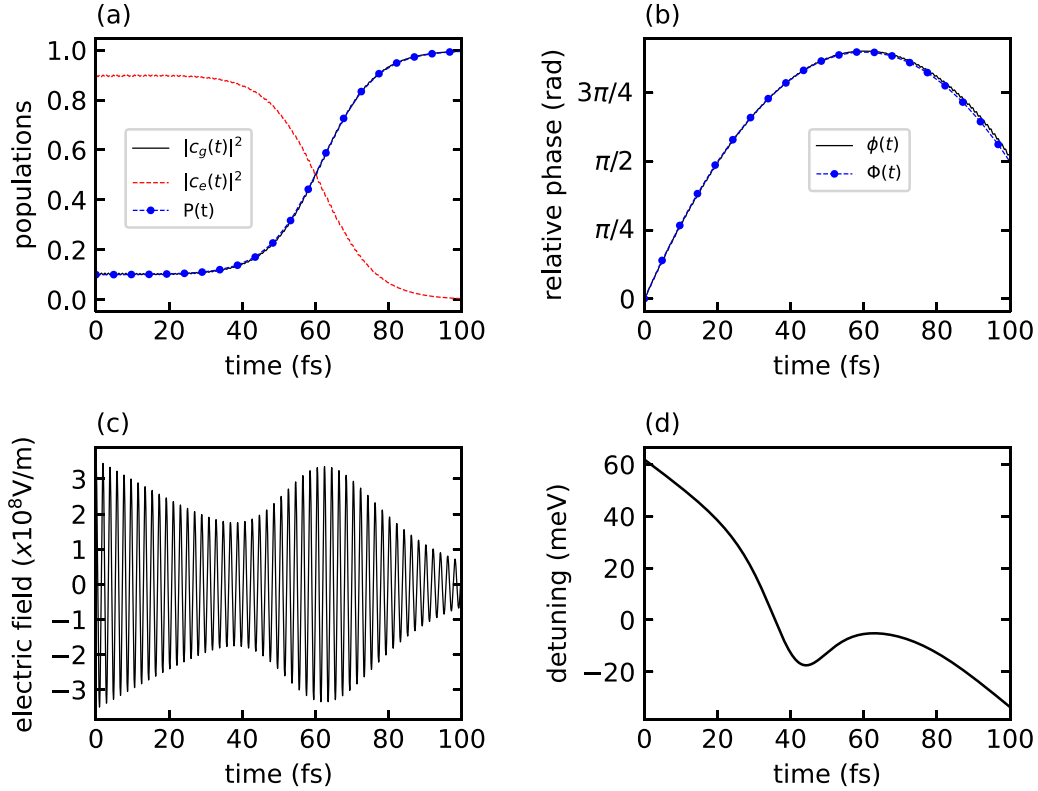 (a)
populations
1.0
0.8
0.6
0.4
0.2
0.0
|c_g(t)|²
|c_e(t)|²
P(t)
0 20 40 60 80 100
time (fs)
(b)
relative phase (rad)
3π/4
π/2
π/4
0
ϕ(t)
Φ(t)
0 20 40 60 80 100
time (fs)
(c)
electric field (x10⁸V/m)
3
2
1
0
−1
−2
−3
0 20 40 60 80 100
time (fs)
(d)
detuning (meV)
60
40
20
0
−20
0 20 40 60 80 100
time (fs)